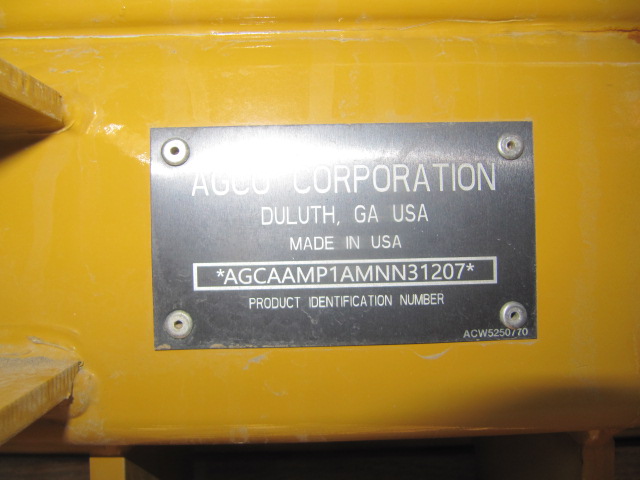 AGCO CORPORATION
DULUTH, GA USA
MADE IN USA
*AGCAAMP1AMNN31207*
PRODUCT IDENTIFICATION NUMBER
ACW5250770